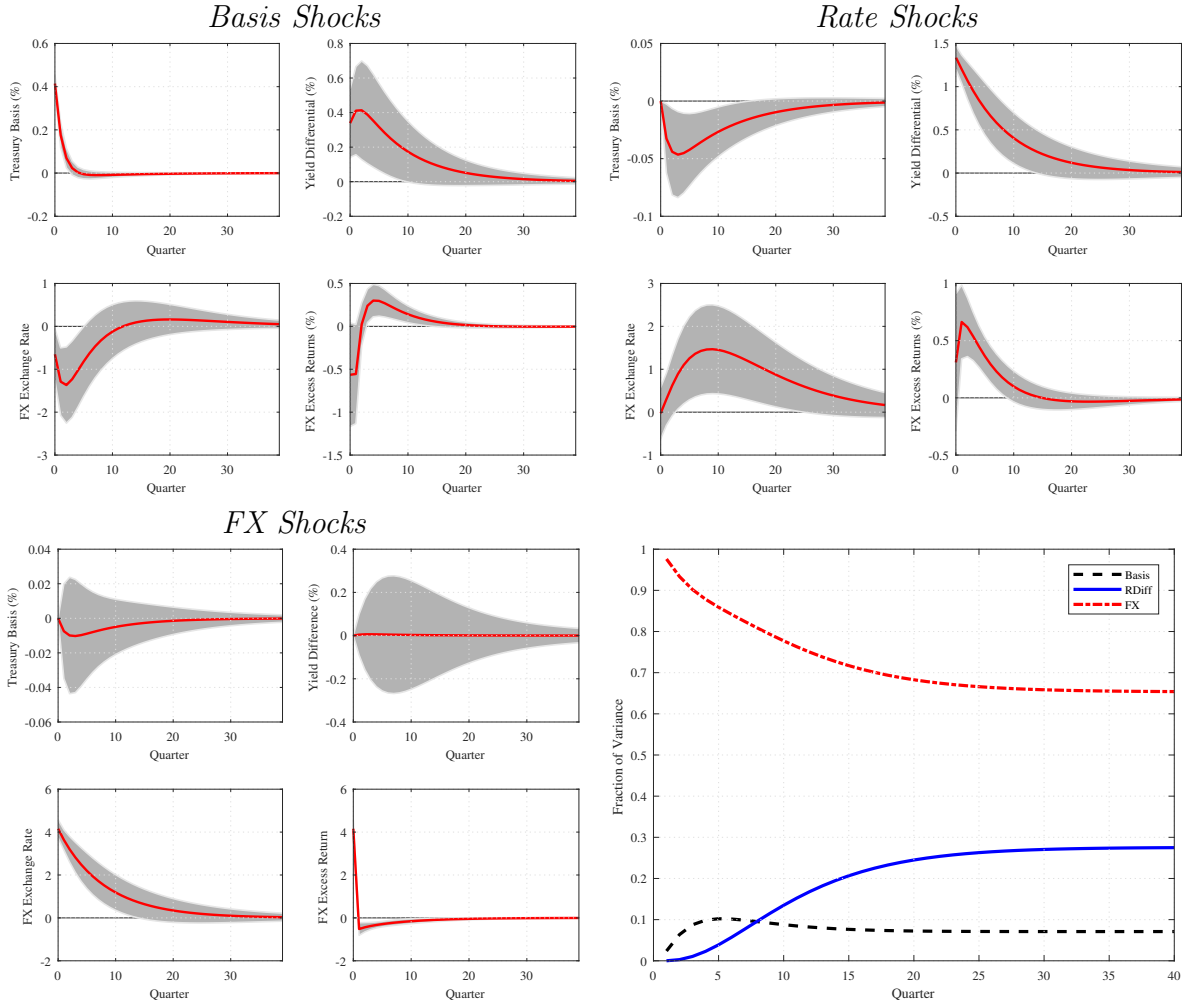 Basis Shocks
Rate Shocks
Treasury Basis (%)
0.6
0.4
0.2
0
-0.2
0 10 20 30
Quarter
Yield Differential (%)
0.8
0.6
0.4
0.2
0
-0.2
0 10 20 30
Quarter
Treasury Basis (%)
0.05
0
-0.05
-0.1
0 10 20 30
Quarter
Yield Differential (%)
1.5
1
0.5
0
-0.5
0 10 20 30
Quarter
FX Exchange Rate
1
0
-1
-2
-3
0 10 20 30
Quarter
FX Excess Returns (%)
0.5
0
-0.5
-1
-1.5
0 10 20 30
Quarter
FX Exchange Rate
3
2
1
0
-1
0 10 20 30
Quarter
FX Excess Returns (%)
1
0.5
0
-0.5
0 10 20 30
Quarter
FX Shocks
Treasury Basis (%)
0.04
0.02
0
-0.02
-0.04
-0.06
0 10 20 30
Quarter
Yield Difference (%)
0.4
0.2
0
-0.2
-0.4
0 10 20 30
Quarter
FX Exchange Rate
6
4
2
0
-2
0 10 20 30
Quarter
FX Excess Return
6
4
2
0
-2
0 10 20 30
Quarter
Fraction of Variance
1
0.9
0.8
0.7
0.6
0.5
0.4
0.3
0.2
0.1
0
0 5 10 15 20 25 30 35 40
Quarter
Basis
RDiff
FX